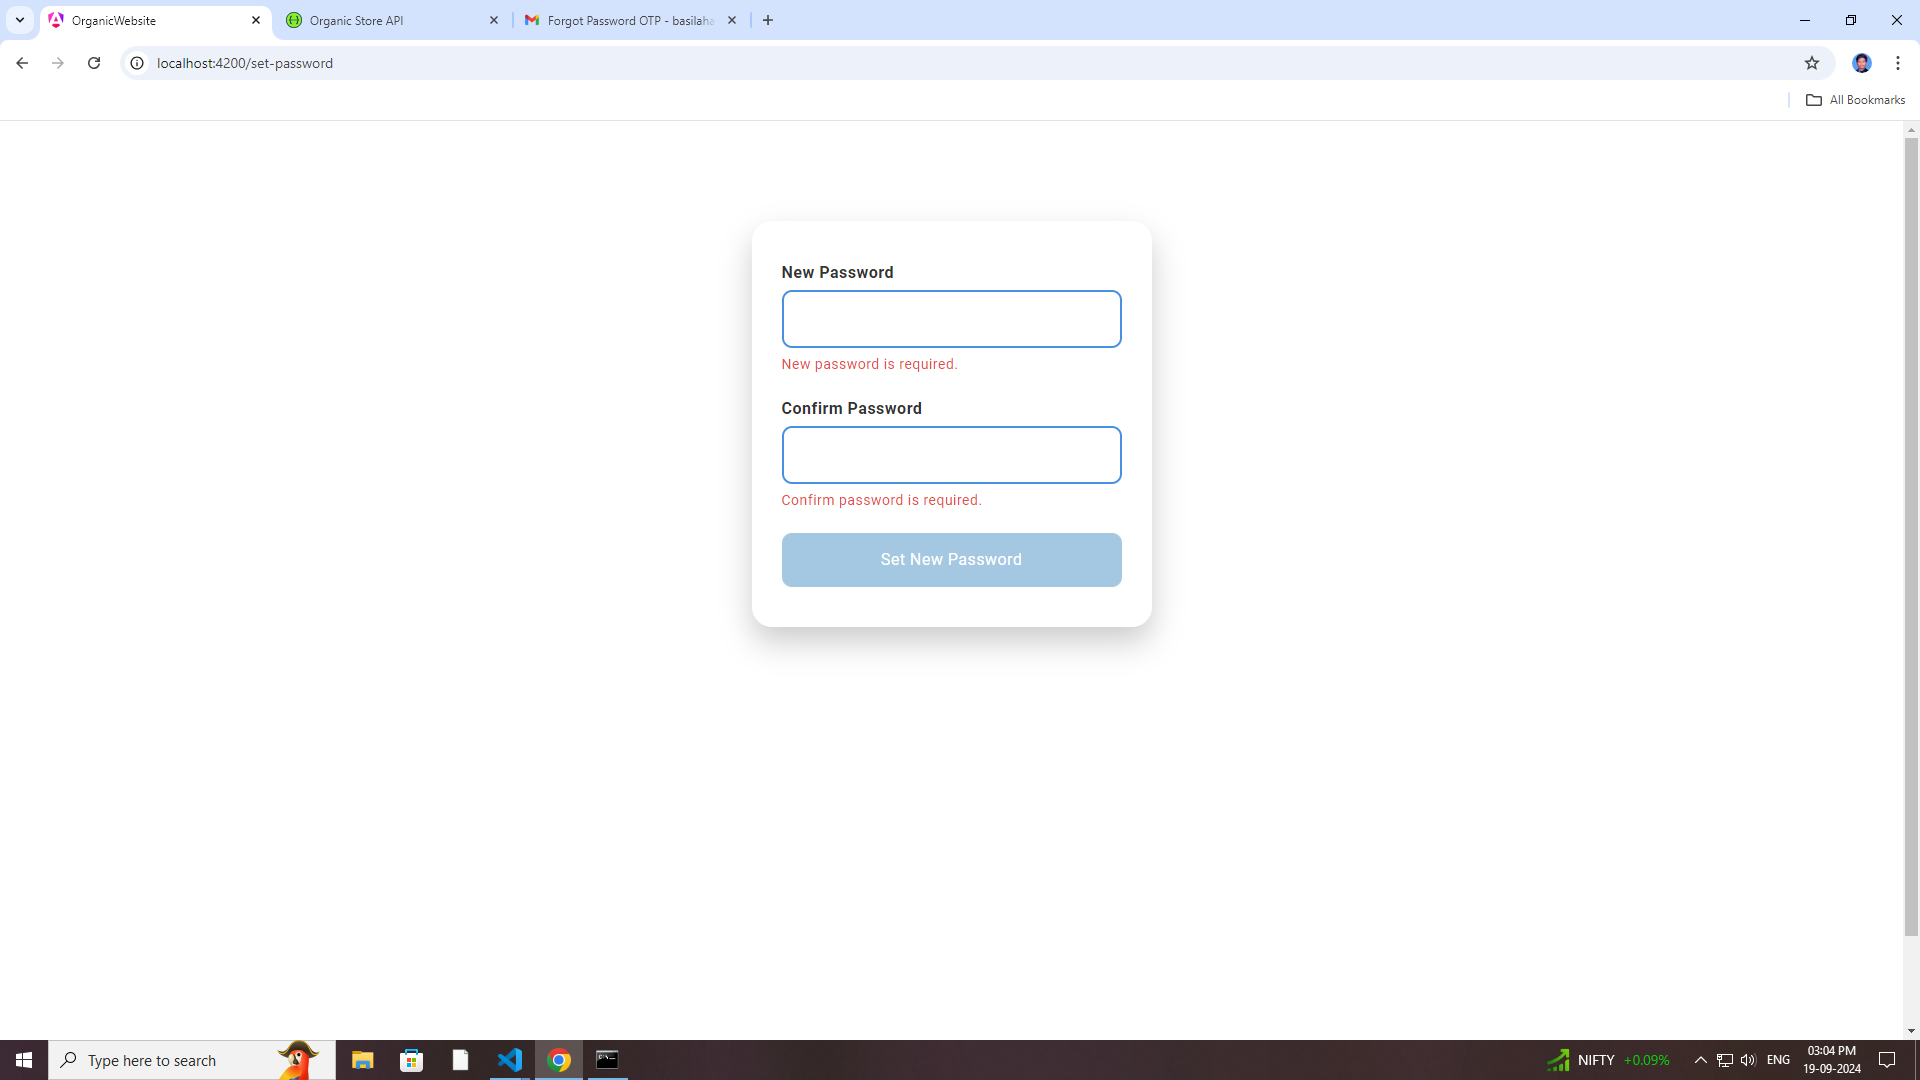 OrganicWebsite
Organic Store API
Forgot Password OTP - basilaha
localhost:4200/set-password
All Bookmarks
New Password
New password is required.
Confirm Password
Confirm password is required.
Set New Password
Type here to search
NIFTY +0.09%
ENG
03:04 PM
19-09-2024